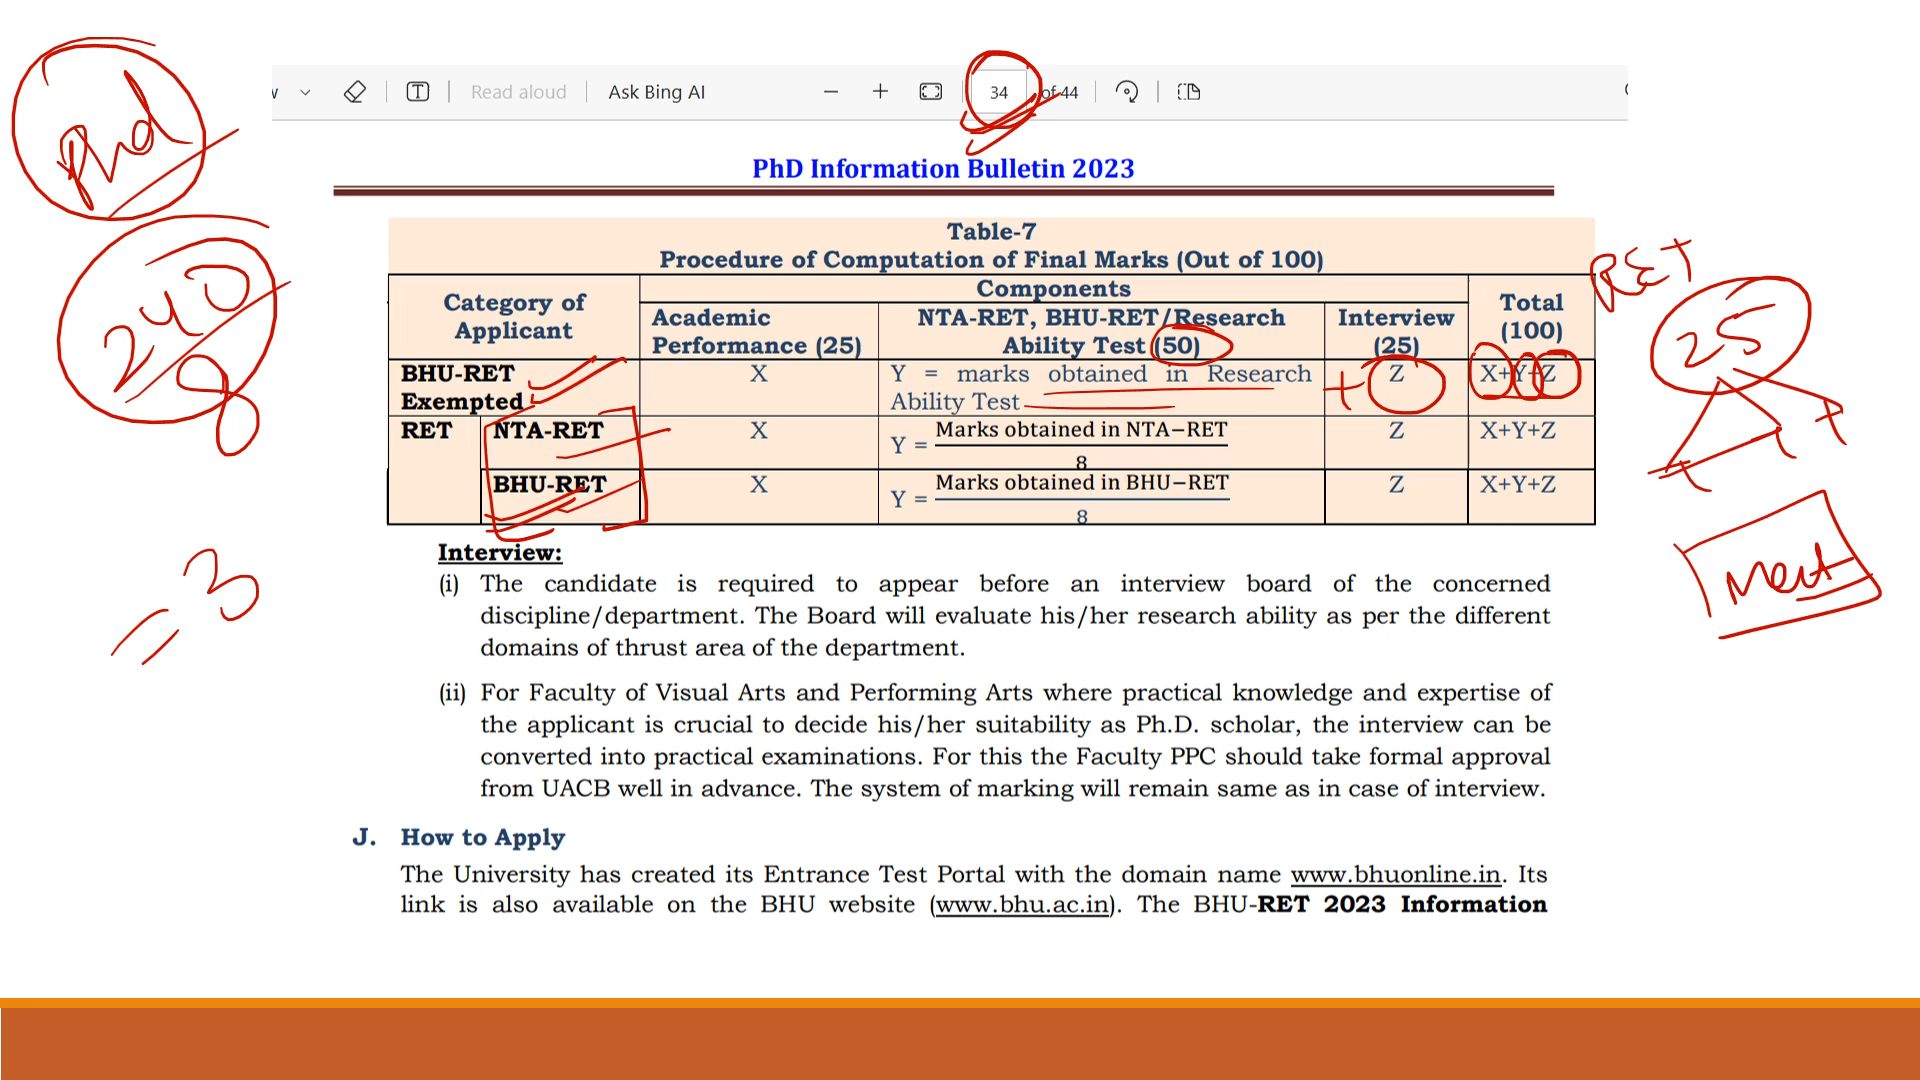 Read aloud Ask Bing AI 34 of 44
PhD
PhD Information Bulletin 2023
Table-7
Procedure of Computation of Final Marks (Out of 100)
Category of Applicant
Components
Total (100)
Academic Performance (25)
NTA-RET, BHU-RET/Research Ability Test (50)
Interview (25)
BHU-RET Exempted
X
Y = marks obtained in Research Ability Test
+ Z
X+Y+Z
RET
NTA-RET
X
Y = Marks obtained in NTA−RET
8
Z
X+Y+Z
BHU-RET
X
Y = Marks obtained in BHU−RET
8
Z
X+Y+Z
240
8
= 3
RET
25
Interview:
(i) The candidate is required to appear before an interview board of the concerned
discipline/department. The Board will evaluate his/her research ability as per the different
domains of thrust area of the department.
(ii) For Faculty of Visual Arts and Performing Arts where practical knowledge and expertise of
the applicant is crucial to decide his/her suitability as Ph.D. scholar, the interview can be
converted into practical examinations. For this the Faculty PPC should take formal approval
from UACB well in advance. The system of marking will remain same as in case of interview.
J. How to Apply
The University has created its Entrance Test Portal with the domain name www.bhuonline.in. Its
link is also available on the BHU website (www.bhu.ac.in). The BHU-RET 2023 Information